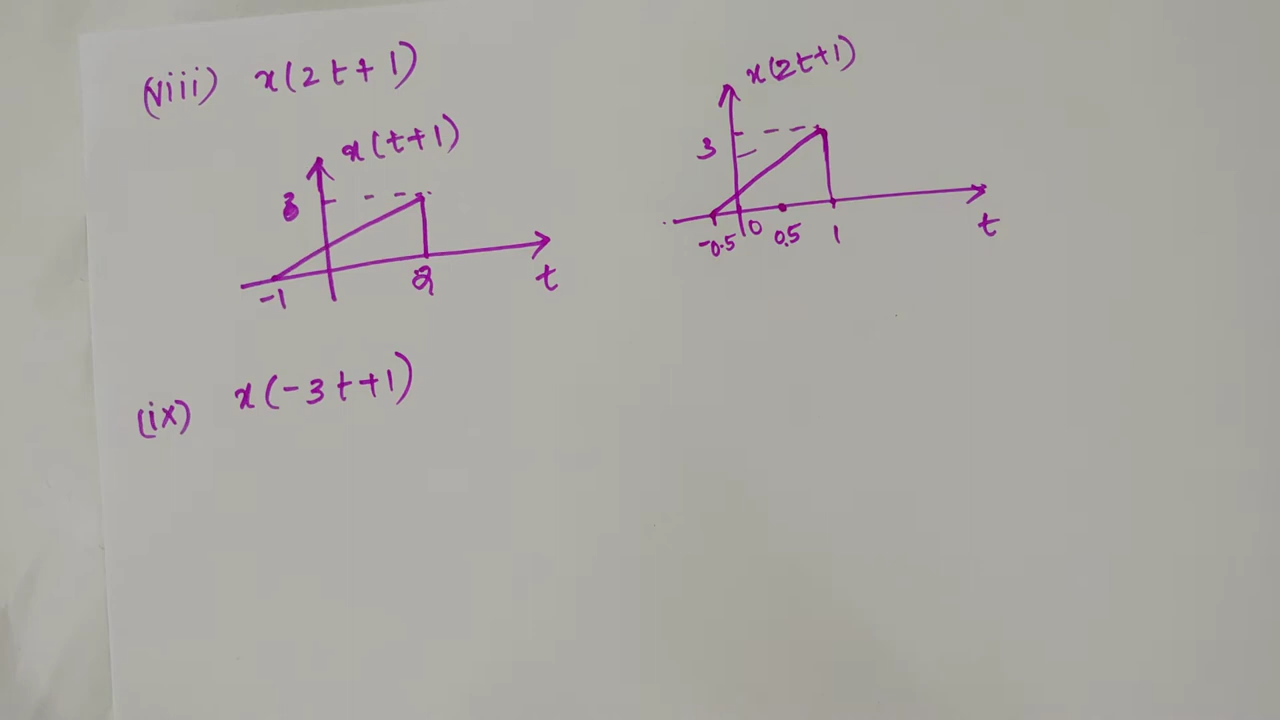 (viii) x(2t+1)
x(t+1)
3
-1 2 t
x(2t+1)
3
-0.5 0 0.5 1 t
(ix) x(-3t+1)